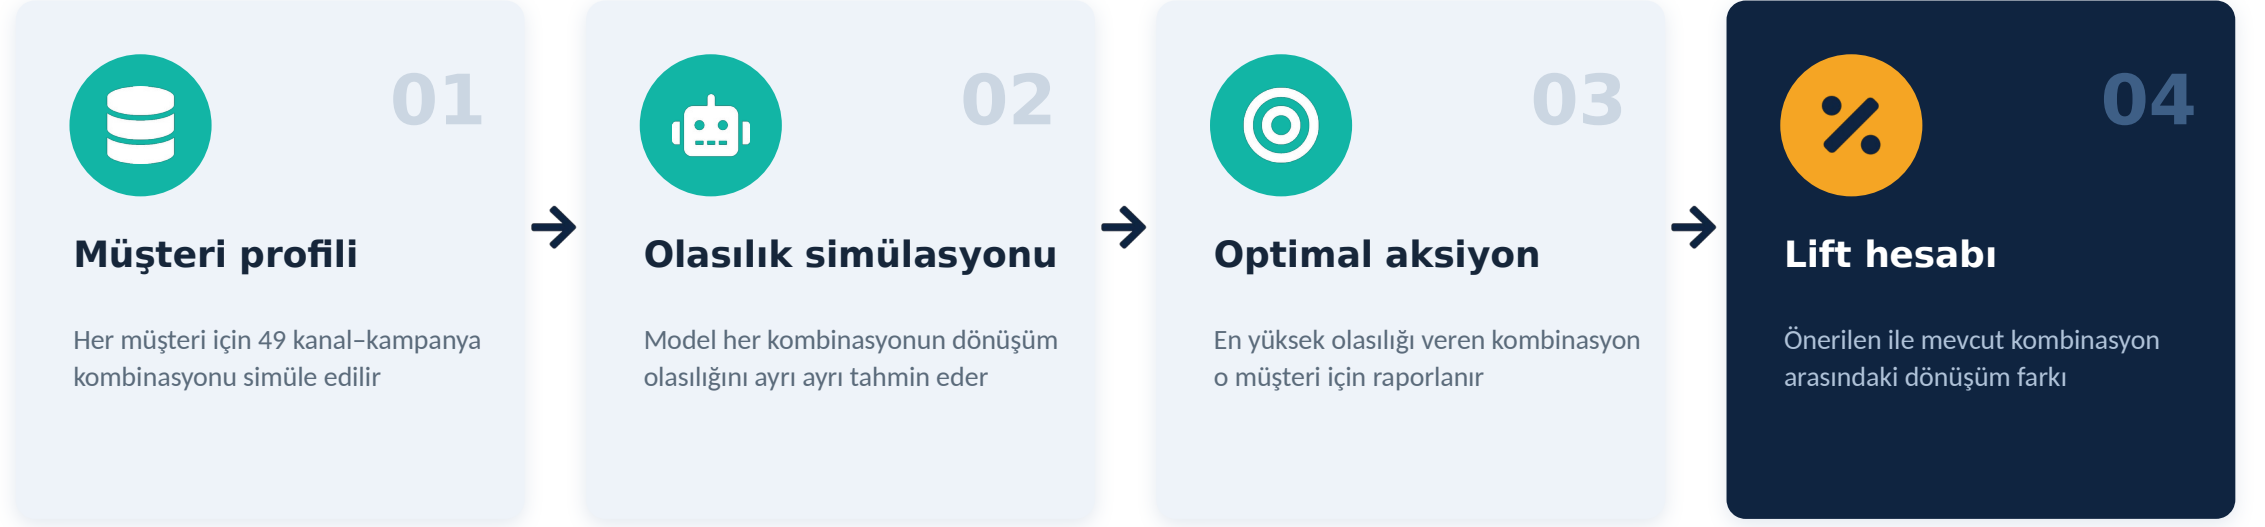 01
Müşteri profili
Her müşteri için 49 kanal–kampanya
kombinasyonu simüle edilir
02
Olasılık simülasyonu
Model her kombinasyonun dönüşüm
olasılığını ayrı ayrı tahmin eder
03
Optimal aksiyon
En yüksek olasılığı veren kombinasyon
o müşteri için raporlanır
04
Lift hesabı
Önerilen ile mevcut kombinasyon
arasındaki dönüşüm farkı